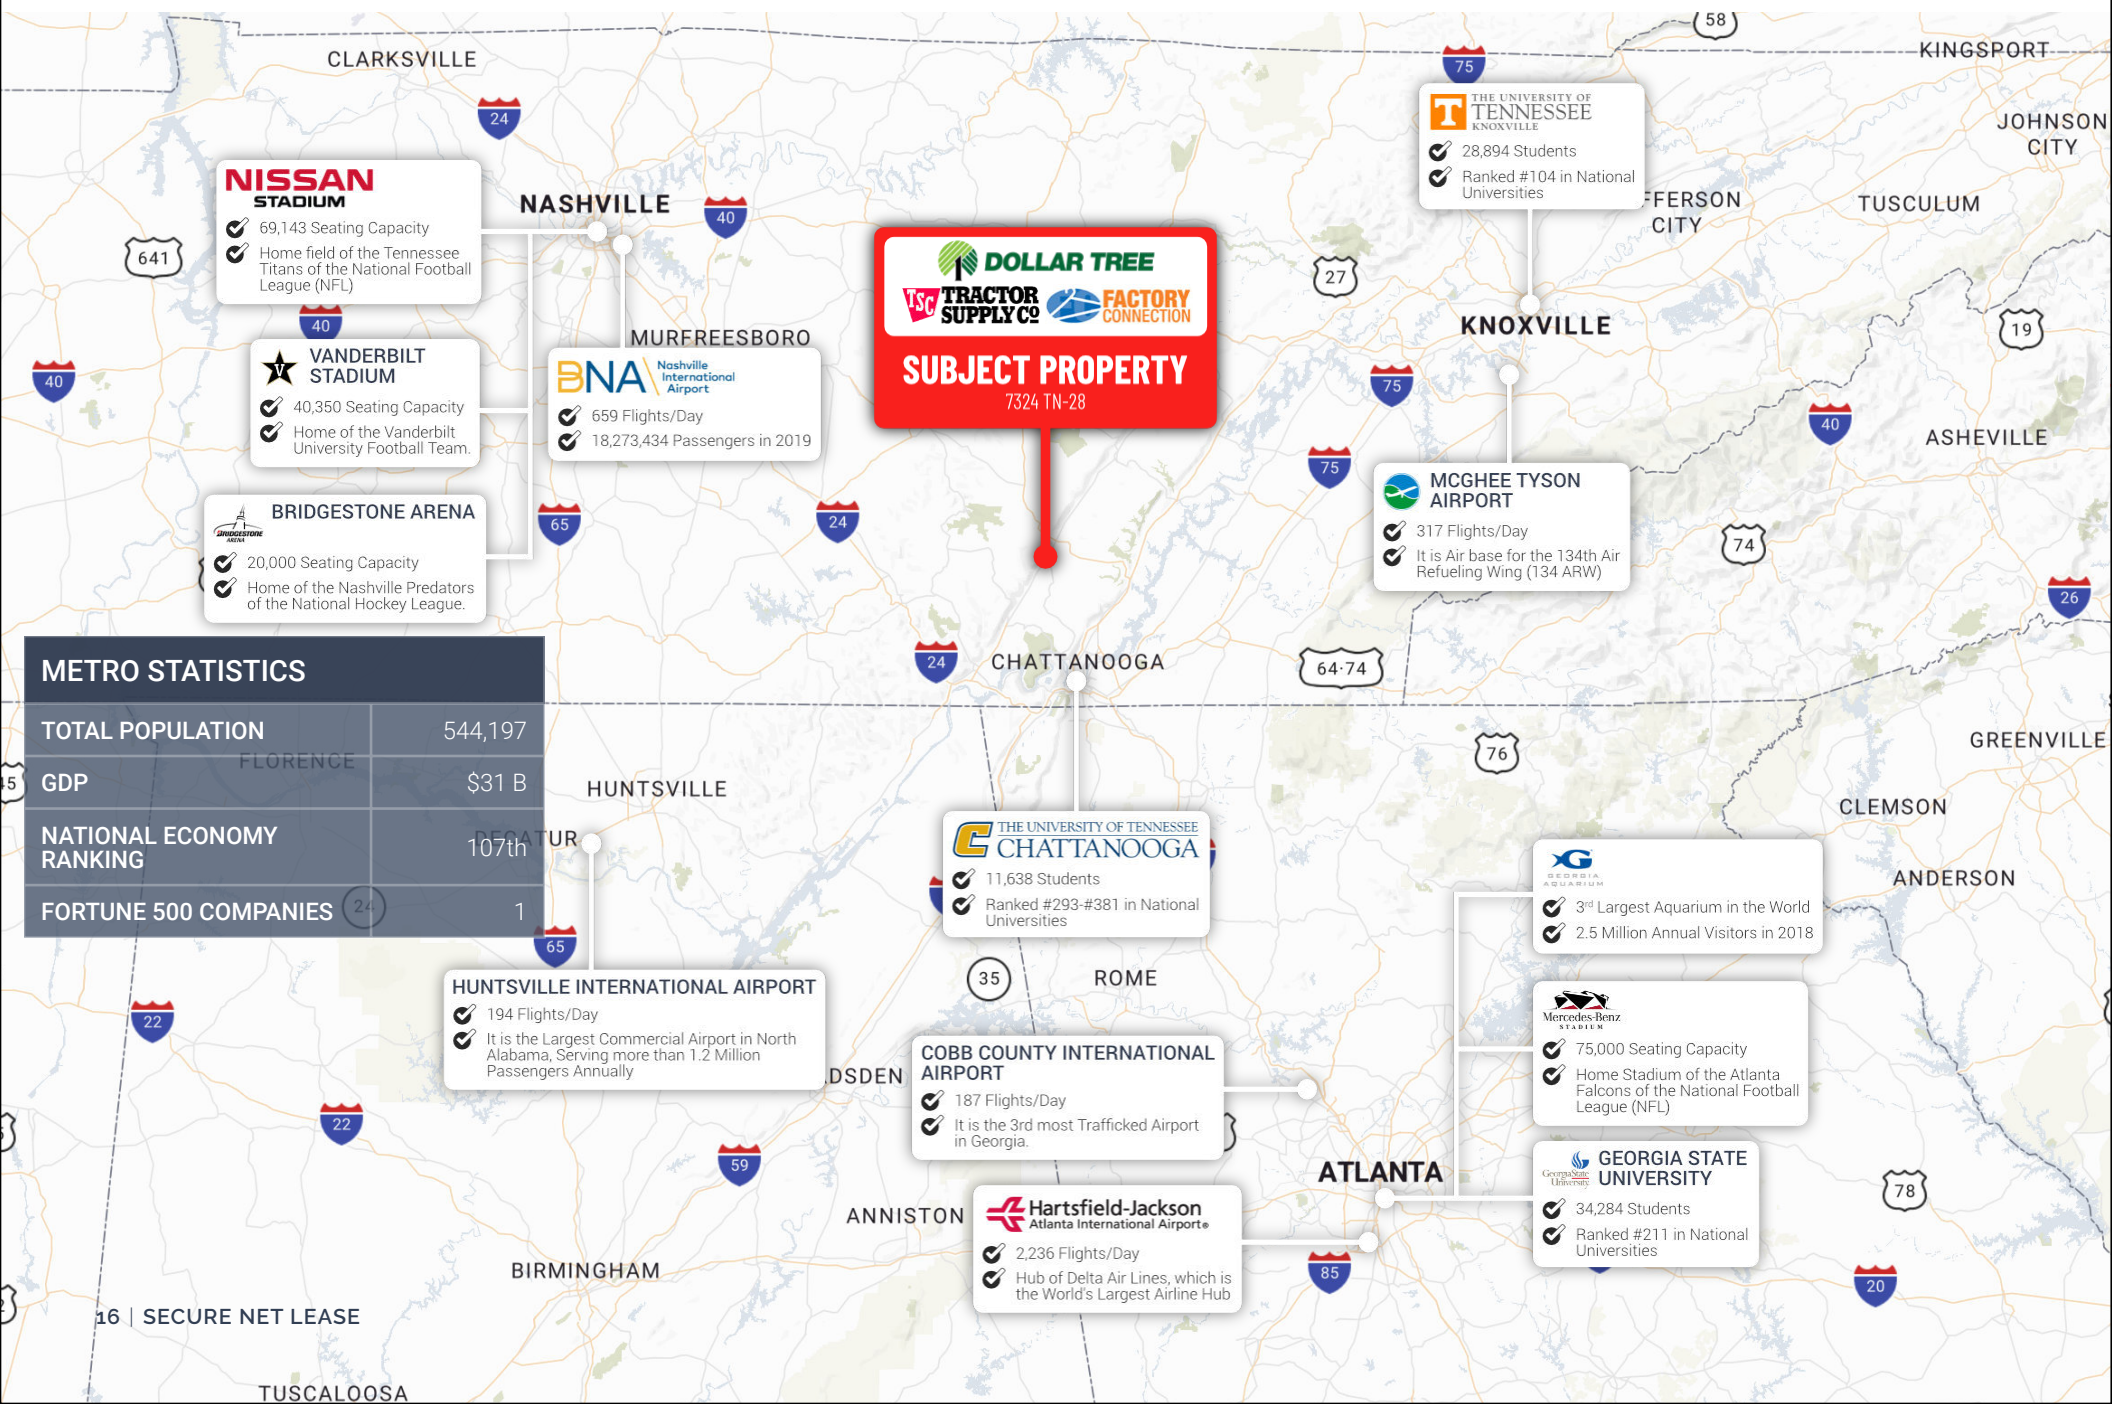 CLARKSVILLE
24
58
75
KINGSPORT
JOHNSON
CITY
THE UNIVERSITY OF
TENNESSEE
KNOXVILLE
28,894 Students
Ranked #104 in National
Universities
FFERSON
CITY
TUSCULUM
NISSAN
STADIUM
69,143 Seating Capacity
Home field of the Tennessee
Titans of the National Football
League (NFL)
NASHVILLE
40
641
40
40
DOLLAR TREE
TSC TRACTOR
SUPPLY CO
FACTORY
CONNECTION
SUBJECT PROPERTY
7324 TN-28
27
KNOXVILLE
19
MURFREESBORO
VANDERBILT
STADIUM
40,350 Seating Capacity
Home of the Vanderbilt
University Football Team.
BNA Nashville
International
Airport
659 Flights/Day
18,273,434 Passengers in 2019
75
40
ASHEVILLE
75
MCGHEE TYSON
AIRPORT
317 Flights/Day
It is Air base for the 134th Air
Refueling Wing (134 ARW)
BRIDGESTONE ARENA
BRIDGESTONE
ARENA
20,000 Seating Capacity
Home of the Nashville Predators
of the National Hockey League.
65
24
74
26
24
CHATTANOOGA
64·74
METRO STATISTICS
TOTAL POPULATION 544,197
FLORENCE
GDP $31 B
NATIONAL ECONOMY
RANKING
107th
DECATUR
FORTUNE 500 COMPANIES 1
24
45
HUNTSVILLE
76
GREENVILLE
CLEMSON
ANDERSON
THE UNIVERSITY OF TENNESSEE
CHATTANOOGA
11,638 Students
Ranked #293-#381 in National
Universities
GEORGIA
AQUARIUM
3rd Largest Aquarium in the World
2.5 Million Annual Visitors in 2018
65
HUNTSVILLE INTERNATIONAL AIRPORT
194 Flights/Day
It is the Largest Commercial Airport in North
Alabama, Serving more than 1.2 Million
Passengers Annually
35
ROME
22
Mercedes-Benz
STADIUM
75,000 Seating Capacity
Home Stadium of the Atlanta
Falcons of the National Football
League (NFL)
DSDEN
COBB COUNTY INTERNATIONAL
AIRPORT
187 Flights/Day
It is the 3rd most Trafficked Airport
in Georgia.
22
59
ATLANTA
GeorgiaState
University
GEORGIA STATE
UNIVERSITY
34,284 Students
Ranked #211 in National
Universities
78
ANNISTON
Hartsfield-Jackson
Atlanta International Airport®
2,236 Flights/Day
Hub of Delta Air Lines, which is
the World's Largest Airline Hub
85
20
BIRMINGHAM
16 | SECURE NET LEASE
TUSCALOOSA